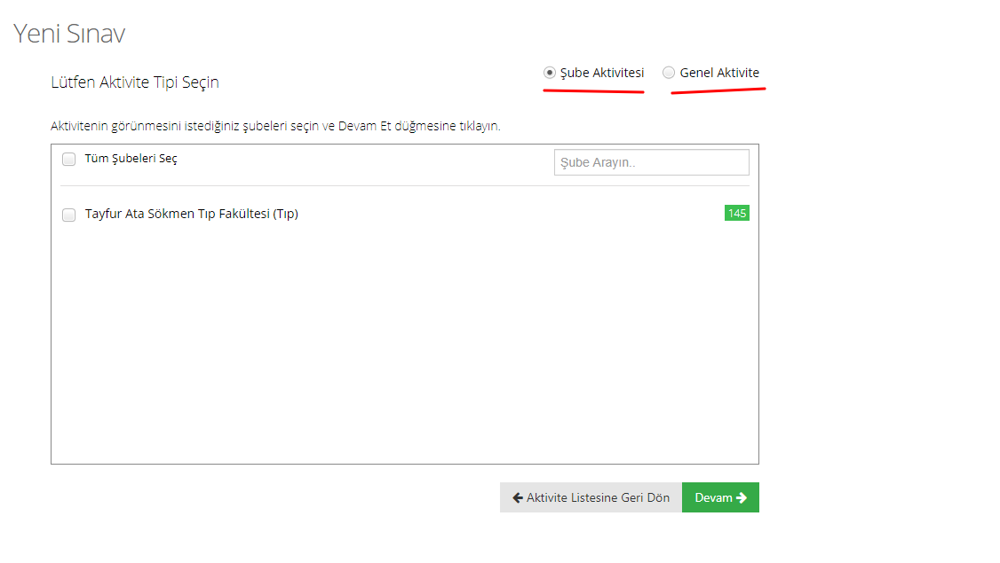 Yeni Sınav
Şube Aktivitesi Genel Aktivite
Lütfen Aktivite Tipi Seçin
Aktivitenin görünmesini istediğiniz şubeleri seçin ve Devam Et düğmesine tıklayın.
Tüm Şubeleri Seç Şube Arayın..
Tayfur Ata Sökmen Tıp Fakültesi (Tıp) 145
Aktivite Listesine Geri Dön Devam